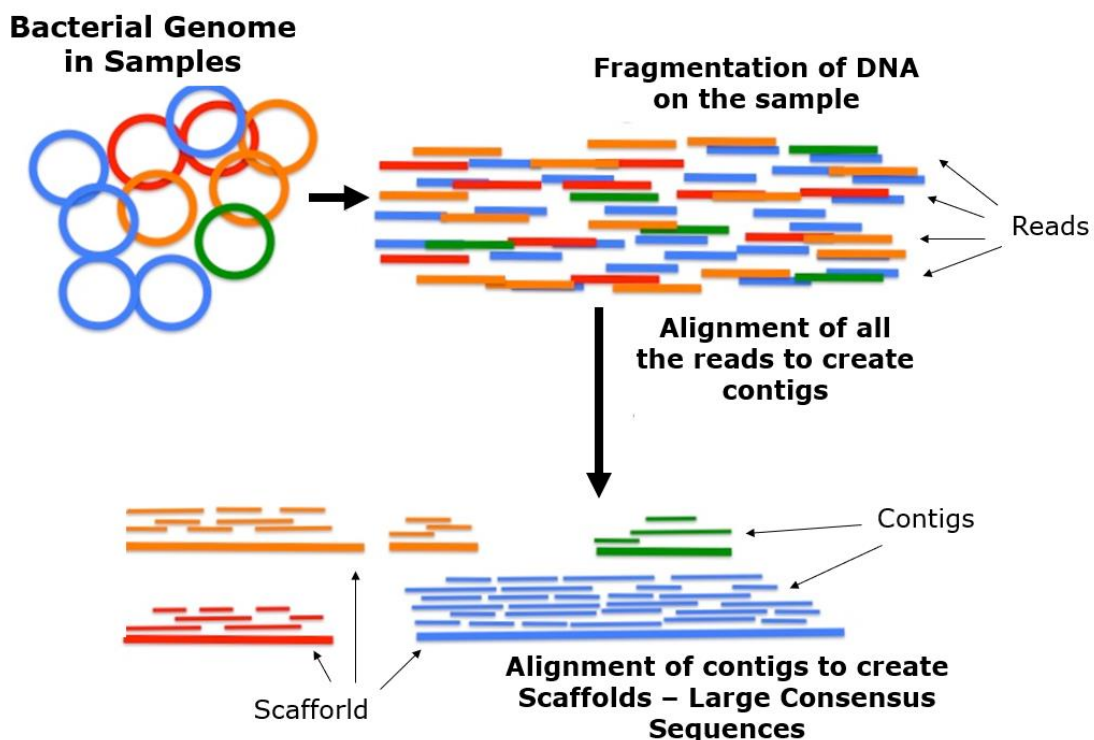 Bacterial Genome
in Samples
Fragmentation of DNA
on the sample
Reads
Alignment of all
the reads to create
contigs
Contigs
Scafforld
Alignment of contigs to create
Scaffolds – Large Consensus
Sequences